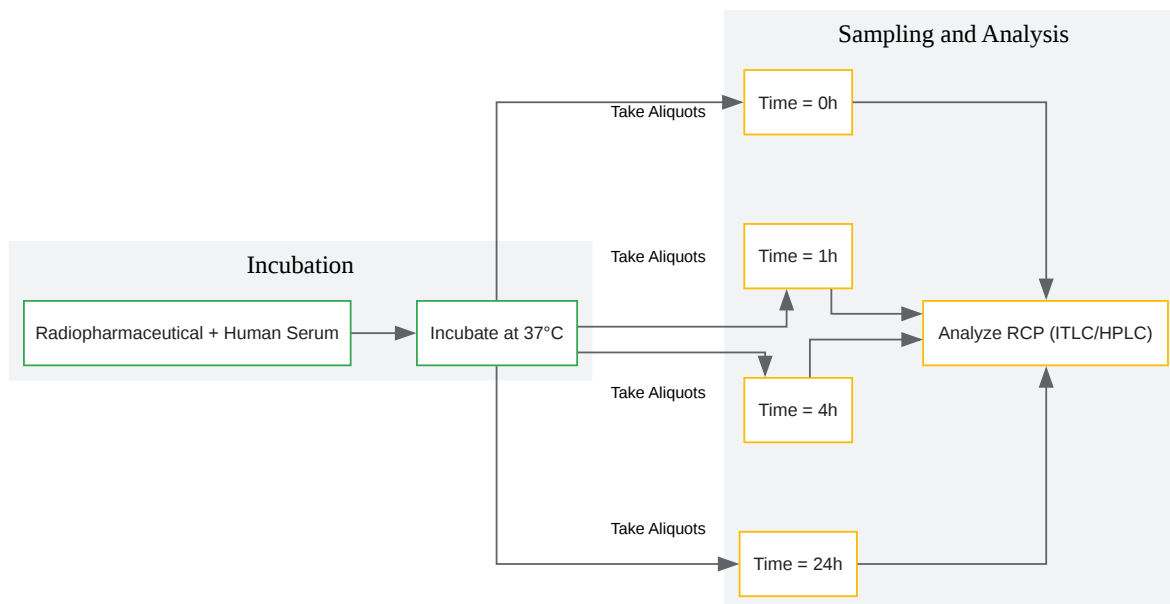 Sampling and Analysis
Take Aliquots
Time = 0h
Take Aliquots
Time = 1h
Incubation
Radiopharmaceutical + Human Serum
Incubate at 37°C
Analyze RCP (ITLC/HPLC)
Take Aliquots
Time = 4h
Take Aliquots
Time = 24h